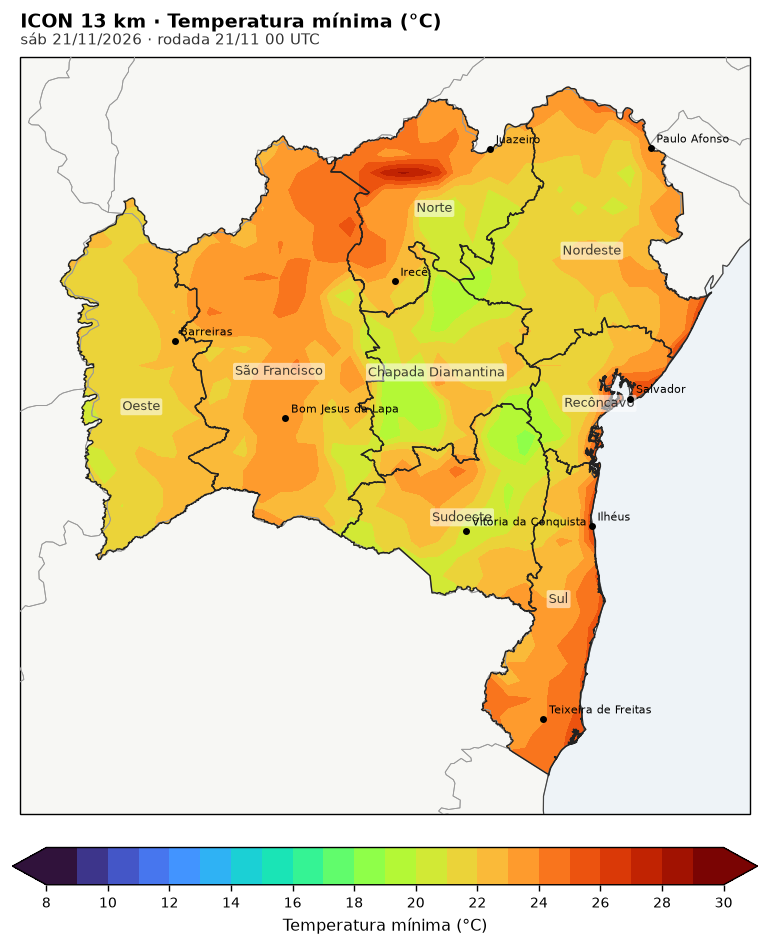 ICON 13 km · Temperatura mínima (°C)
sáb 21/11/2026 · rodada 21/11 00 UTC
Juazeiro
Paulo Afonso
Norte
Nordeste
Irecê
Barreiras
São Francisco
Chapada Diamantina
Salvador
Recôncavo
Oeste
Bom Jesus da Lapa
Sudoeste
Ilhéus
Vitória da Conquista
Sul
Teixeira de Freitas
8 10 12 14 16 18 20 22 24 26 28 30
Temperatura mínima (°C)